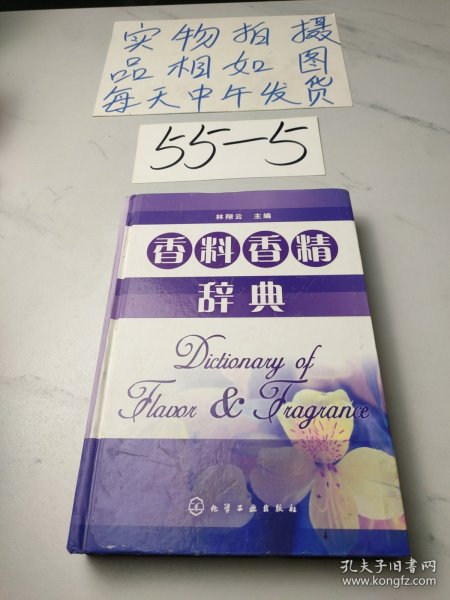 实物拍摄图
品相如
每天中午发货
55-5
林翔云 主编
香料香精
辞典
Dictionary of
Flavor & Fragrance
化学工业出版社
孔夫子旧书网
www.kongfz.com